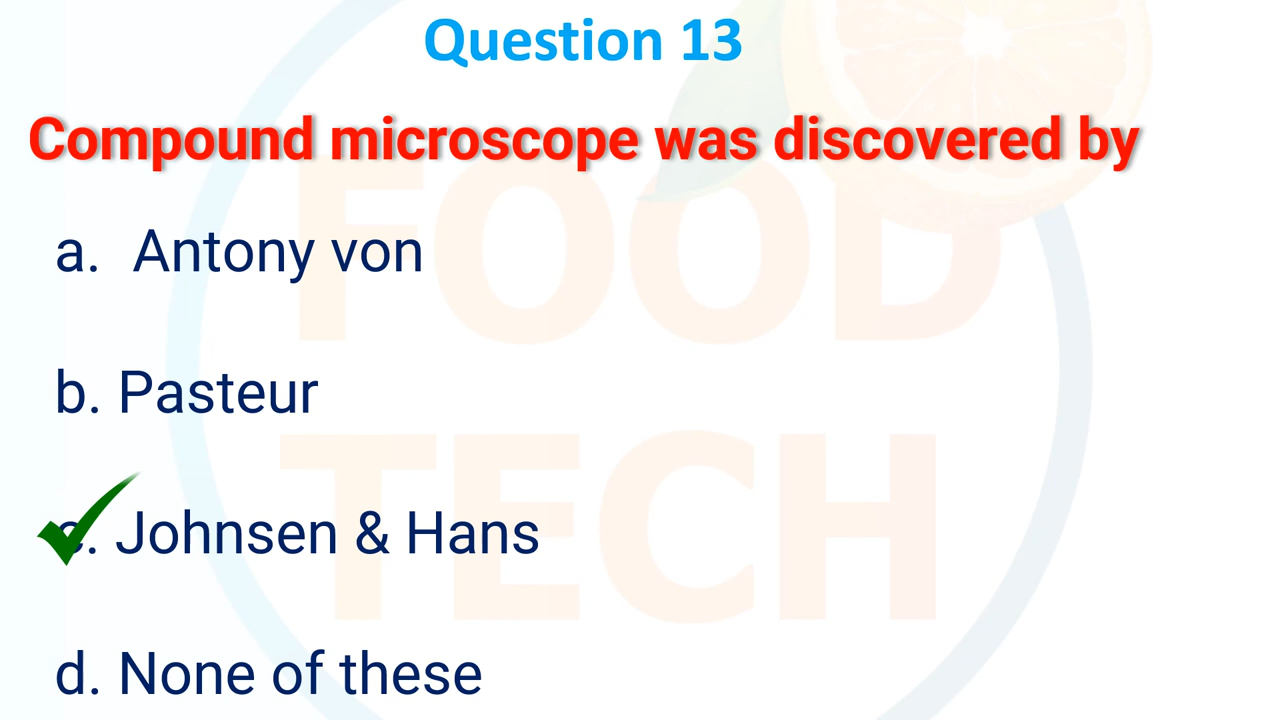 Question 13
Compound microscope was discovered by
a. Antony von
b. Pasteur
c. Johnsen & Hans
d. None of these
FOOD
TECH